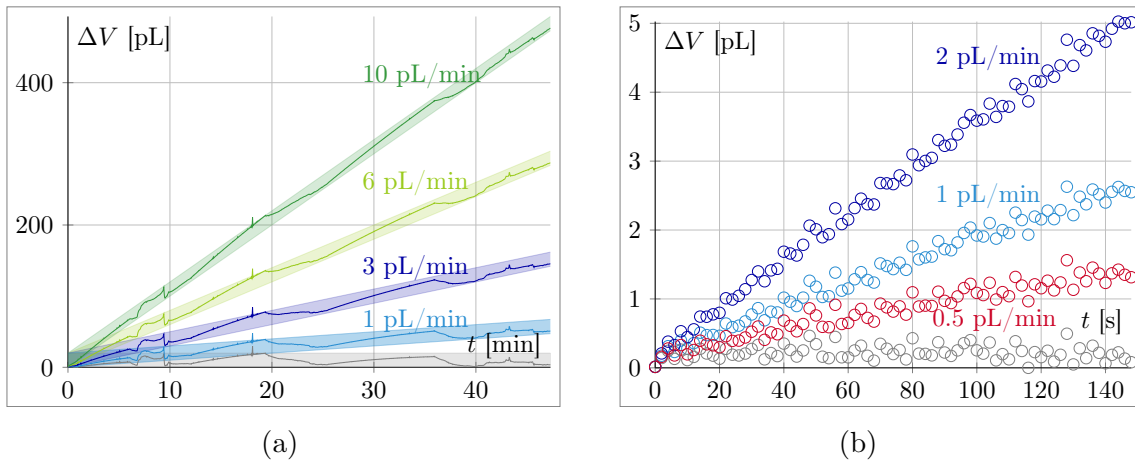 ΔV [pL]
10 pL/min
6 pL/min
3 pL/min
1 pL/min
t [min]
400
200
0
0 10 20 30 40
(a)
ΔV [pL]
2 pL/min
1 pL/min
0.5 pL/min
t [s]
5
4
3
2
1
0
0 20 40 60 80 100 120 140
(b)